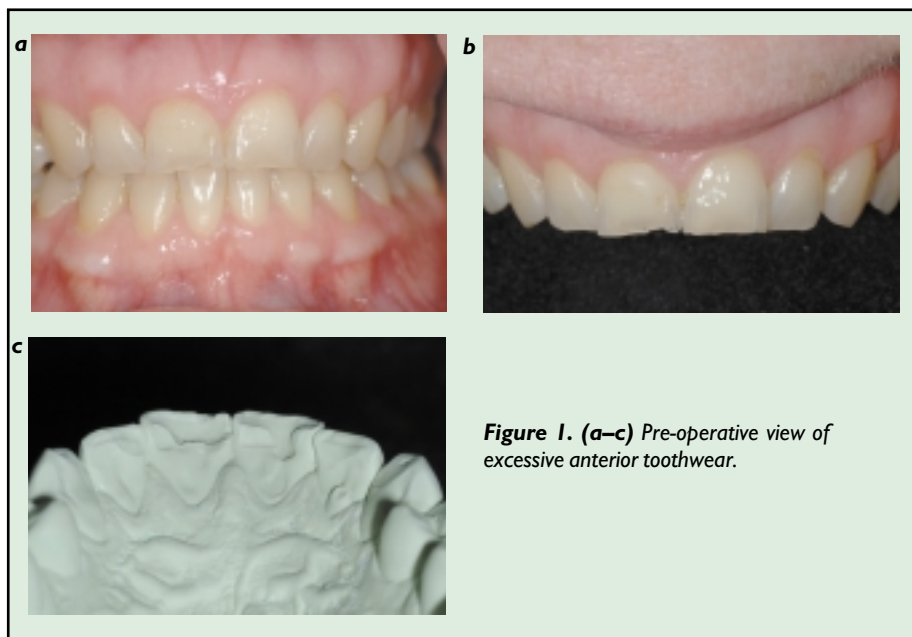 a
b
c
Figure 1. (a–c) Pre-operative view of
excessive anterior toothwear.